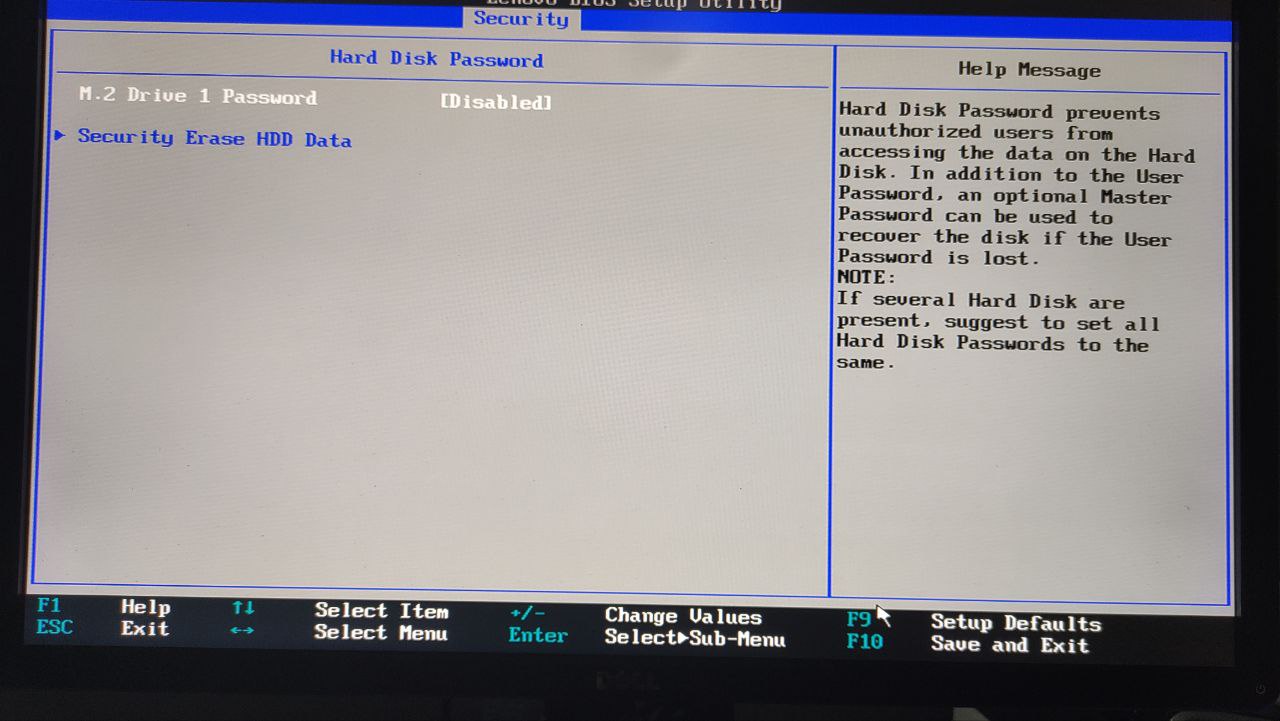 Lenovo BIOS Setup Utility
Security
Hard Disk Password
M.2 Drive 1 Password [Disabled]
Security Erase HDD Data
Help Message
Hard Disk Password prevents
unauthorized users from
accessing the data on the Hard
Disk. In addition to the User
Password, an optional Master
Password can be used to
recover the disk if the User
Password is lost.
NOTE:
If several Hard Disk are
present, suggest to set all
Hard Disk Passwords to the
same.
F1 Help ↑↓ Select Item +/- Change Values F9 Setup Defaults
ESC Exit ←→ Select Menu Enter Select▶Sub-Menu F10 Save and Exit
DELL